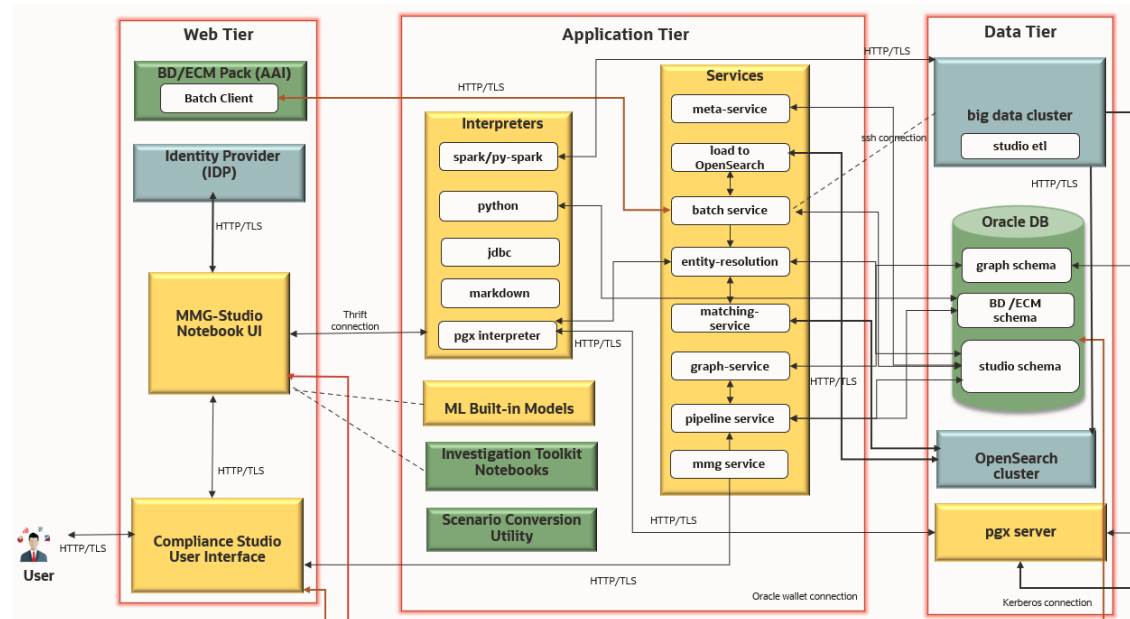 Web Tier
BD/ECM Pack (AAI)
Batch Client
Identity Provider
(IDP)
HTTP/TLS
MMG-Studio
Notebook UI
HTTP/TLS
Compliance Studio
User Interface
HTTP/TLS
User
Application Tier
HTTP/TLS
HTTP/TLS
Interpreters
spark/py-spark
python
jdbc
markdown
pgx interpreter
Thrift
connection
HTTP/TLS
ML Built-in Models
Investigation Toolkit
Notebooks
Scenario Conversion
Utility
Services
meta-service
load to
OpenSearch
batch service
entity-resolution
matching-
service
graph-service
pipeline service
mmg service
HTTP/TLS
HTTP/TLS
HTTP/TLS
Oracle wallet connection
Data Tier
big data cluster
studio etl
ssh connection
HTTP/TLS
Oracle DB
graph schema
BD /ECM
schema
studio schema
OpenSearch
cluster
pgx server
Kerberos connection